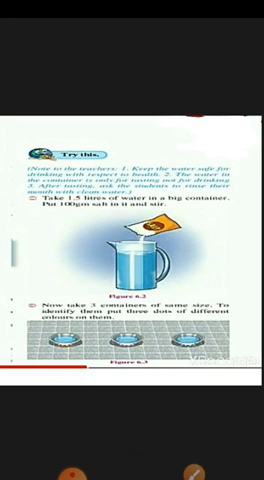 Try this.
(Note to the teachers: 1. Keep the water safe for
drinking with respect to health. 2. The water in
the container is only for tasting not for drinking
3. After tasting, ask the students to rinse their
mouth with clean water.)
Take 1.5 litres of water in a big container.
Put 100gm salt in it and stir.
Figure 6.2
Now take 3 containers of same size. To
identify them put three dots of different
colours on them.
Figure 6.3